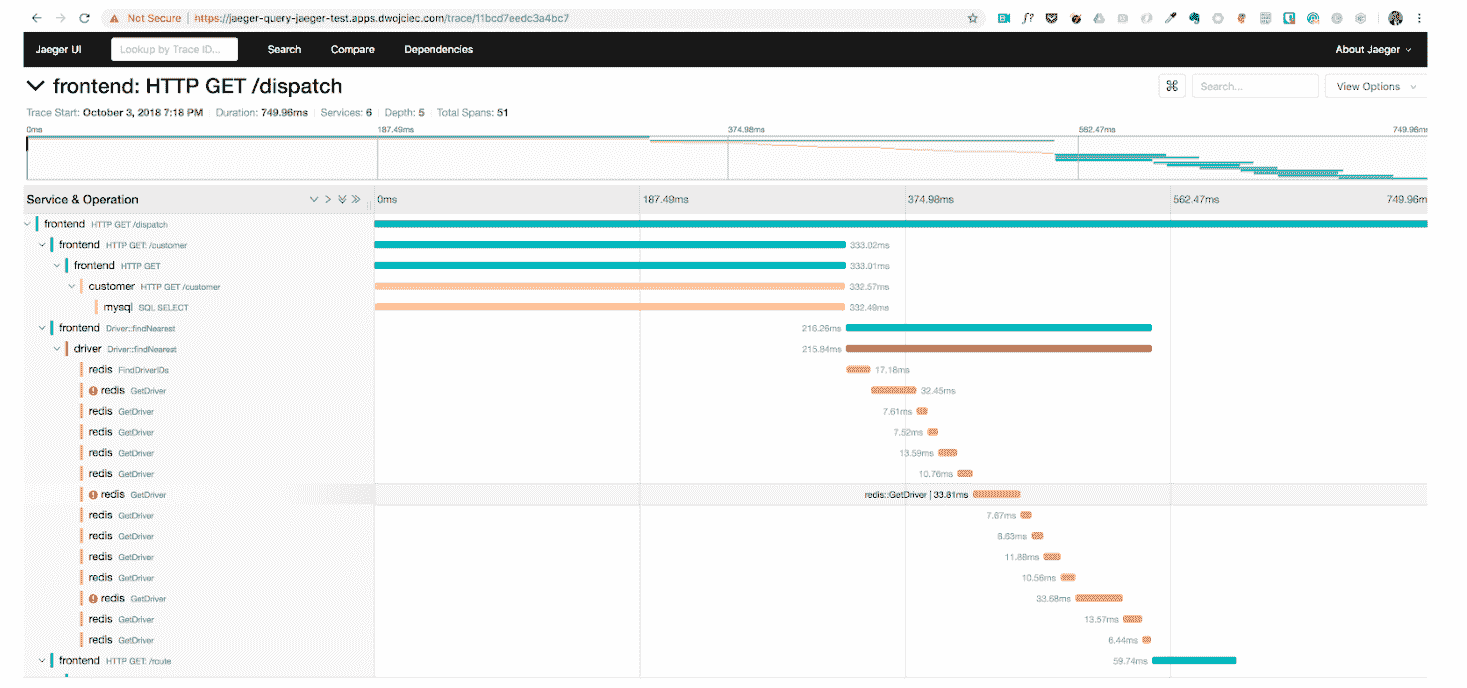 Not Secure | https://jaeger-query-jaeger-test.apps.dwojciec.com/trace/11bcd7eedc3a4bc7
Jaeger UI Lookup by Trace ID... Search Compare Dependencies About Jaeger
frontend: HTTP GET /dispatch Search... View Options
Trace Start: October 3, 2018 7:18 PM Duration: 749.96ms Services: 6 Depth: 5 Total Spans: 51
0ms 187.49ms 374.98ms 562.47ms 749.96m
Service & Operation 0ms 187.49ms 374.98ms 562.47ms 749.96m
frontend HTTP GET /dispatch
frontend HTTP GET: /customer 333.02ms
frontend HTTP GET 333.01ms
customer HTTP GET /customer 332.57ms
mysql SQL SELECT 332.49ms
frontend Driver::findNearest 216.26ms
driver Driver::findNearest 215.84ms
redis FindDriverIDs 17.18ms
redis GetDriver 32.45ms
redis GetDriver 7.61ms
redis GetDriver 7.52ms
redis GetDriver 13.59ms
redis GetDriver 10.76ms
redis GetDriver redis::GetDriver | 33.81ms
redis GetDriver 7.67ms
redis GetDriver 8.63ms
redis GetDriver 11.88ms
redis GetDriver 10.56ms
redis GetDriver 33.68ms
redis GetDriver 13.57ms
redis GetDriver 6.44ms
frontend HTTP GET: /route 59.74ms